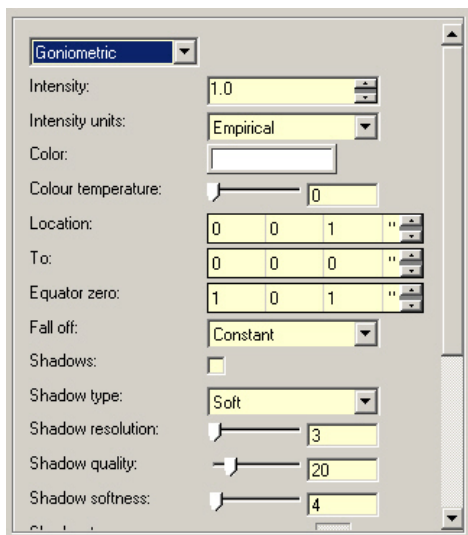 Goniometric
Intensity: 1.0
Intensity units: Empirical
Color:
Colour temperature: 0
Location: 0 0 1 "
To: 0 0 0 "
Equator zero: 1 0 1 "
Fall off: Constant
Shadows:
Shadow type: Soft
Shadow resolution: 3
Shadow quality: 20
Shadow softness: 4